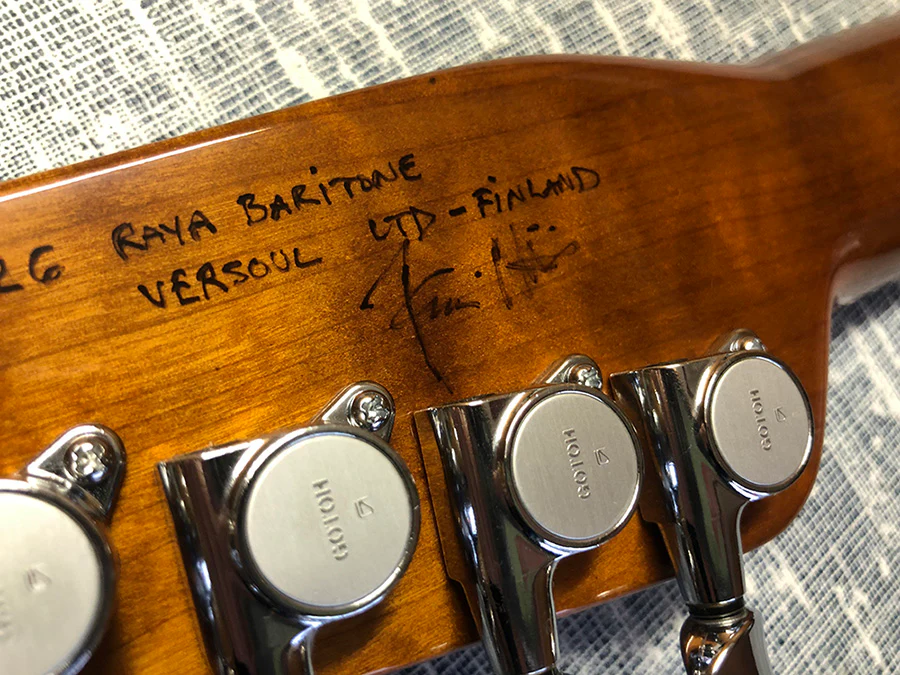 26 RAYA BARITONE
VERSOUL LTD - FINLAND
GOTOH
GOTOH
GOTOH